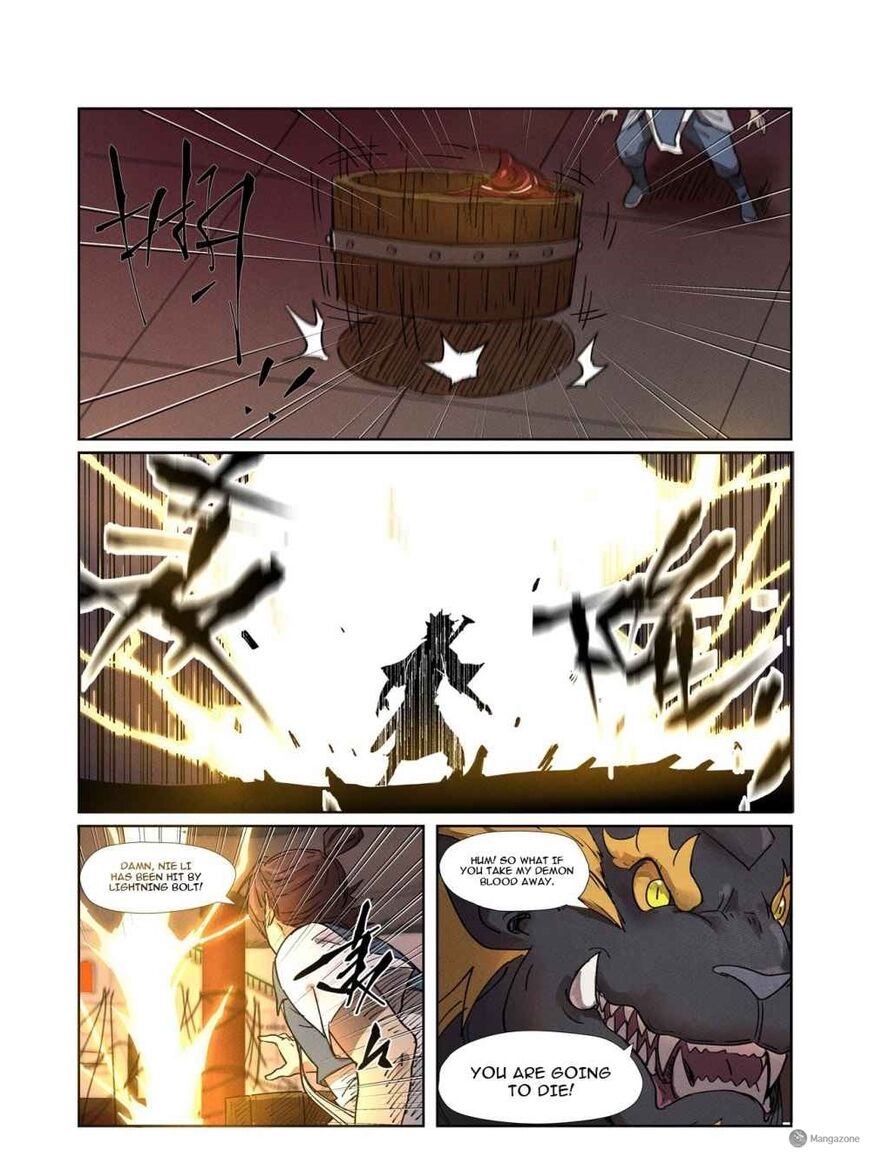 DAMN, NIE LI
HAS BEEN HIT BY
LIGHTNING BOLT!
HUM! SO WHAT IF
YOU TAKE MY DEMON
BLOOD AWAY.
YOU ARE GOING
TO DIE!
Mangazone